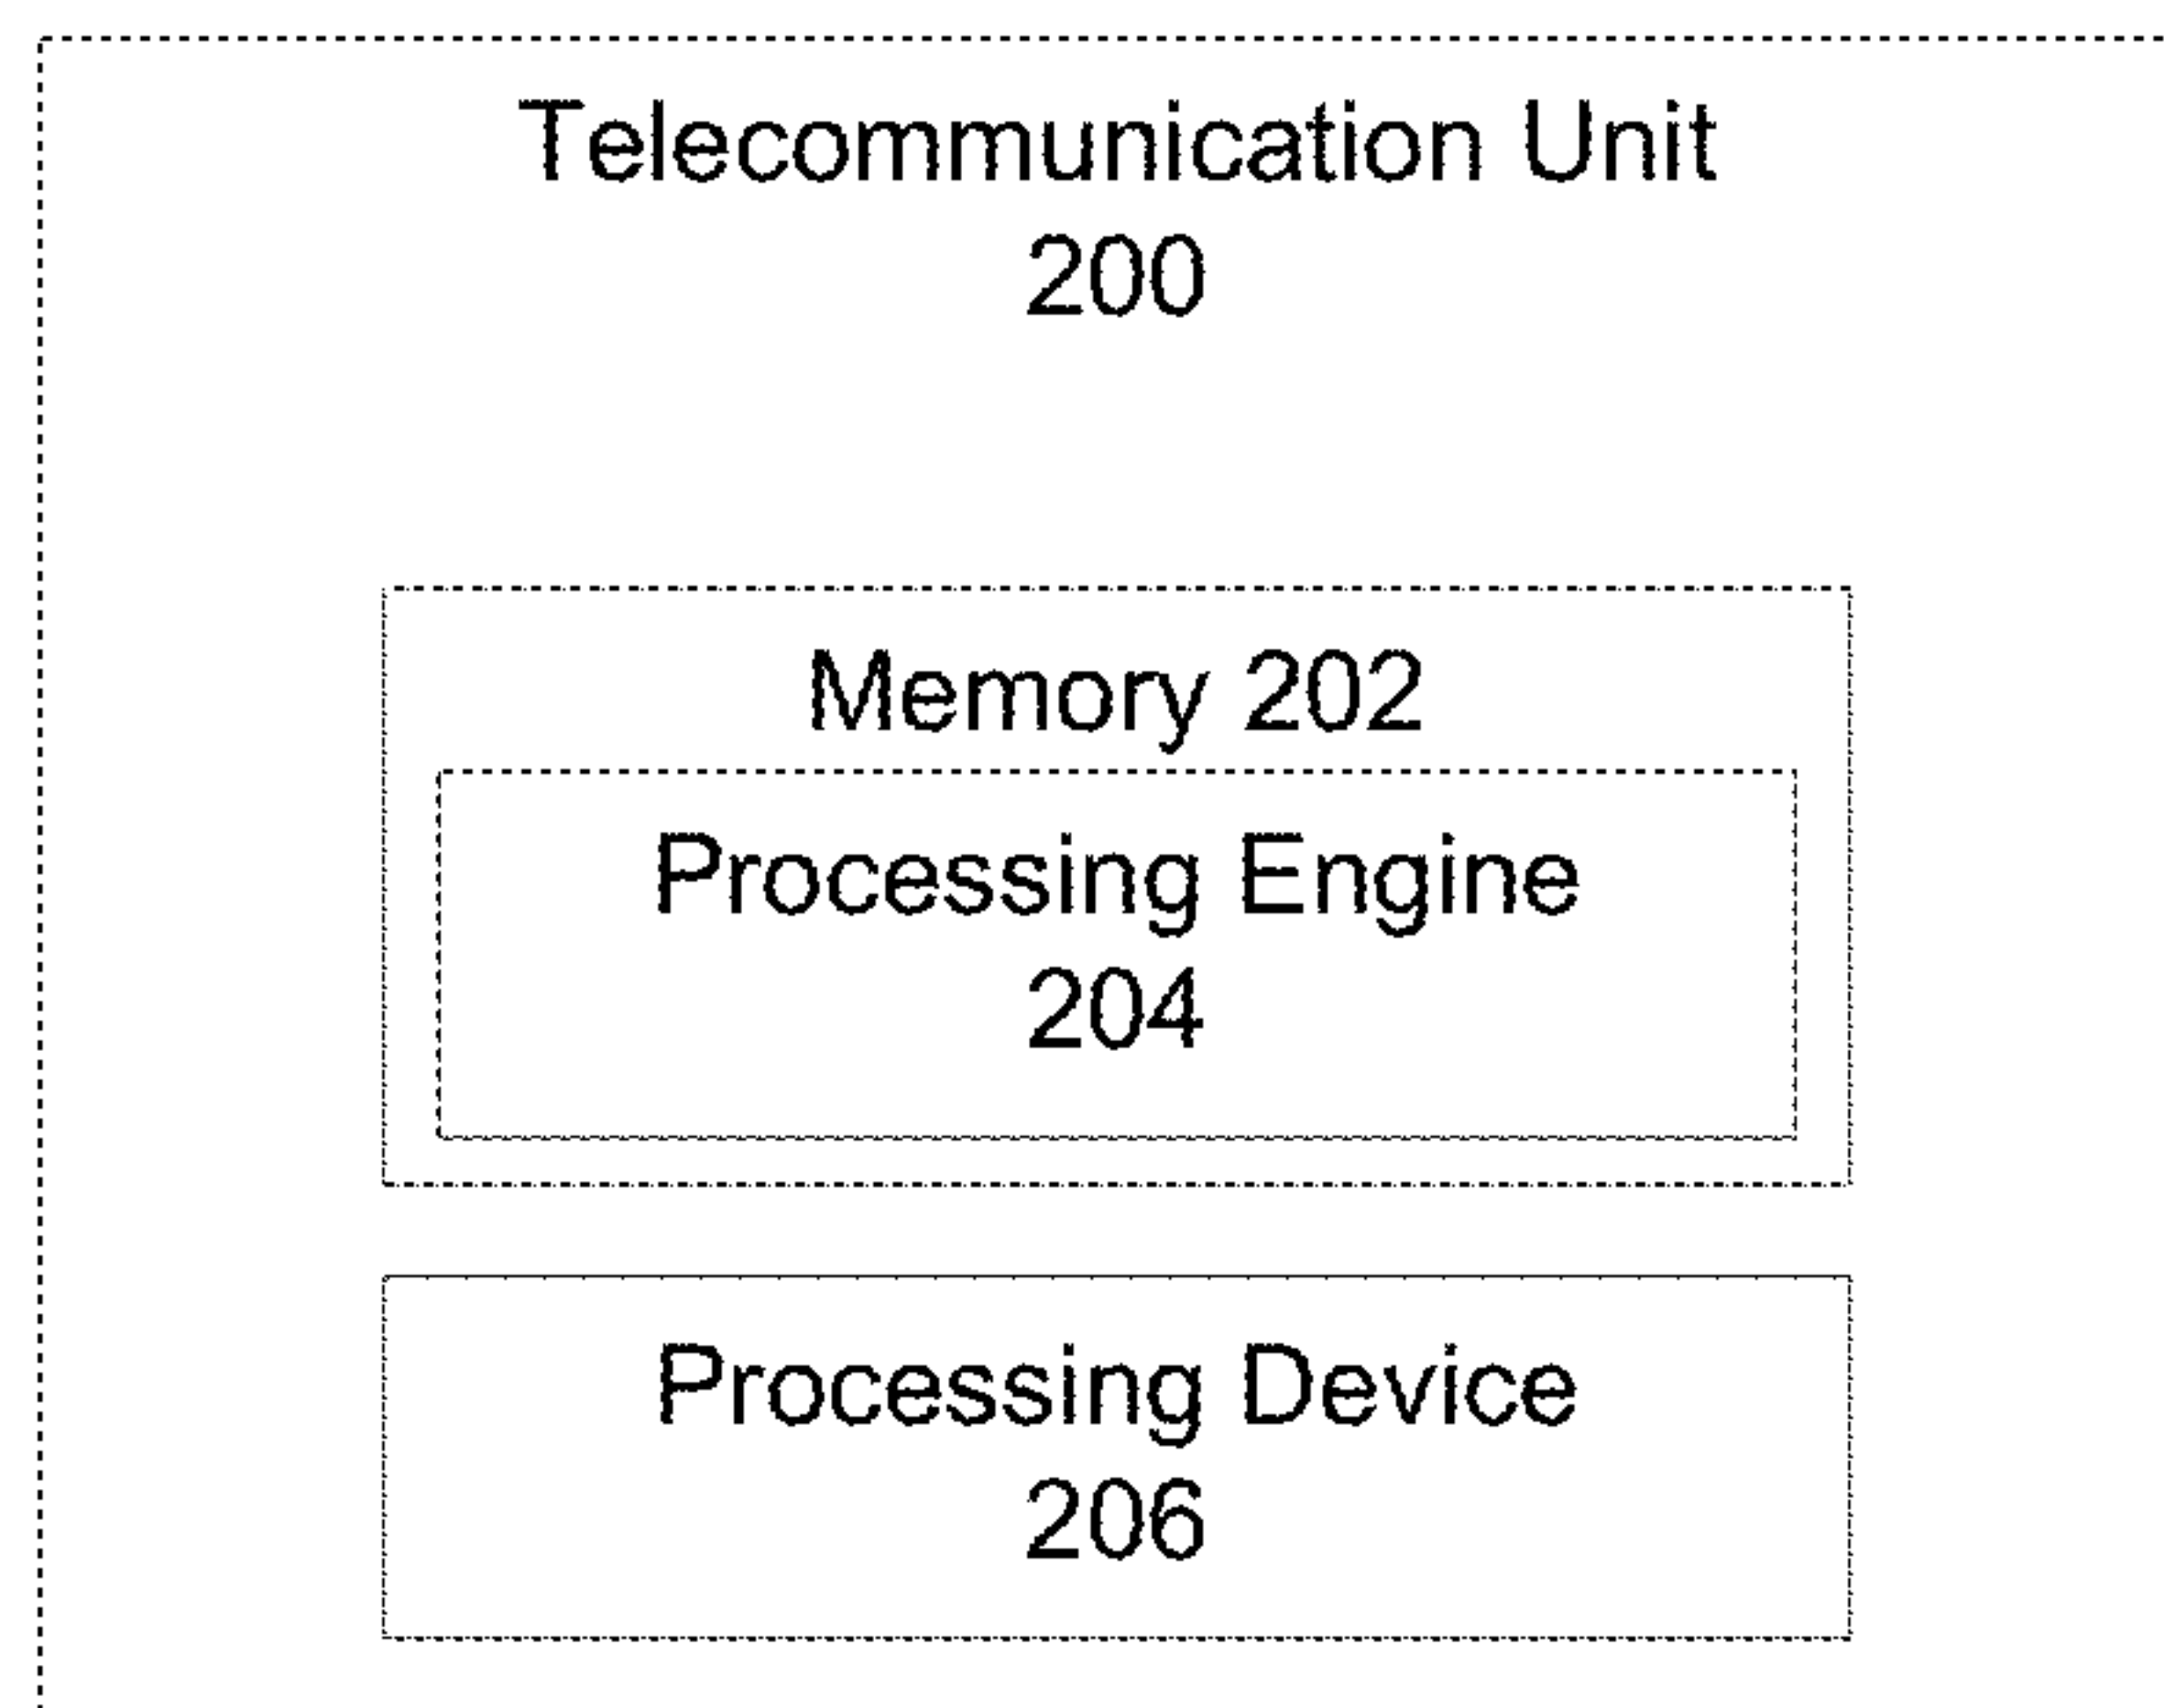 Telecommunication Unit
200
Memory 202
Processing Engine
204
Processing Device
206